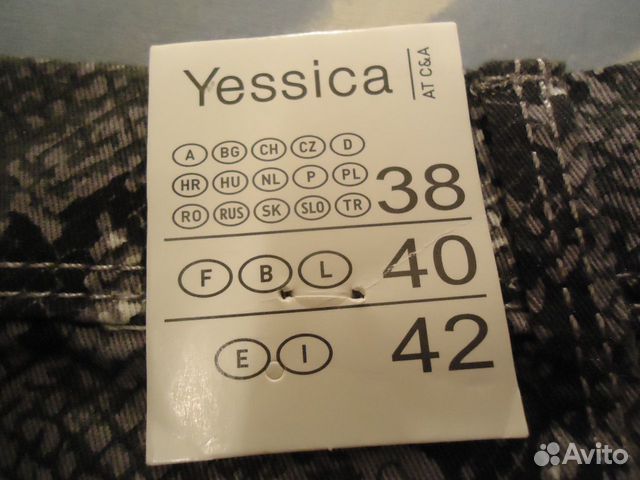 Yessica AT C&A
A BG CH CZ D
HR HU NL P PL 38
RO RUS SK SLO TR
F B L 40
E I 42
Avito